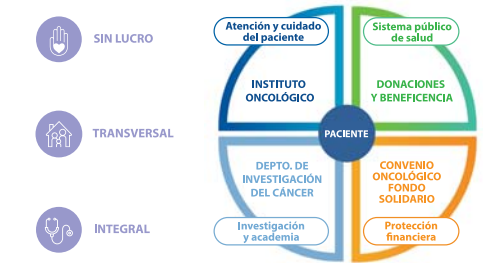 SIN LUCRO
TRANSVERSAL
INTEGRAL
Atención y cuidado
del paciente
INSTITUTO
ONCOLÓGICO
Sistema público
de salud
DONACIONES
Y BENEFICENCIA
PACIENTE
DEPTO. DE
INVESTIGACIÓN
DEL CÁNCER
Investigación
y academia
CONVENIO
ONCOLÓGICO
FONDO
SOLIDARIO
Protección
financiera